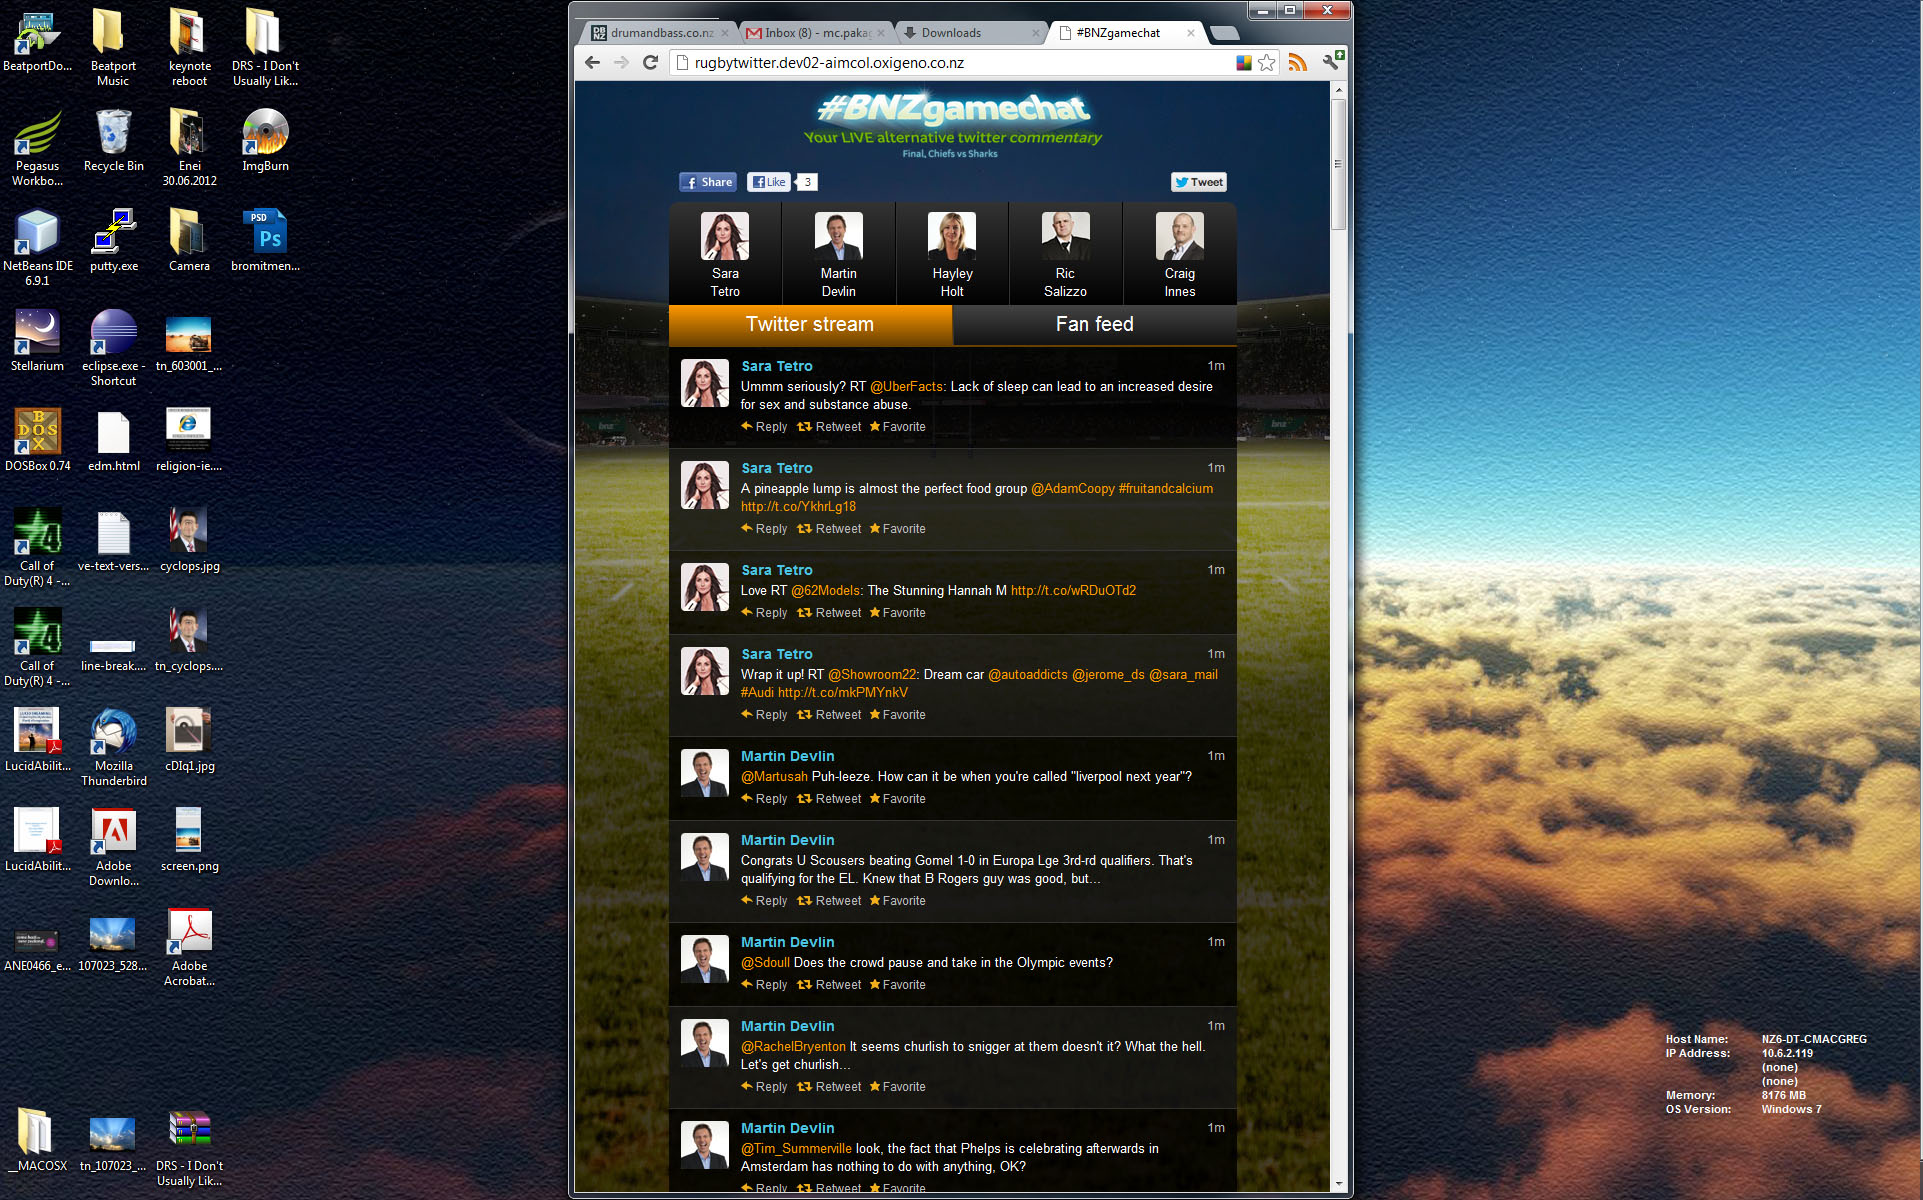 BeatportDo...
Beatport
Music
keynote
reboot
DRS - I Don't
Usually Lik...
Pegasus
Workbo...
Recycle Bin
Enei
30.06.2012
ImgBurn
NetBeans IDE
6.9.1
putty.exe
Camera
PSD
Ps
bromitmen...
Stellarium
eclipse.exe -
Shortcut
tn_603001_...
DOSBox 0.74
edm.html
religion-ie....
Call of
Duty(R) 4 -...
ve-text-vers...
cyclops.jpg
Call of
Duty(R) 4 -...
line-break....
tn_cyclops....
LucidAbilit...
Mozilla
Thunderbird
cDIq1.jpg
LucidAbilit...
Adobe
Downlo...
screen.png
ANE0466_e...
107023_528...
Adobe
Acrobat...
__MACOSX
tn_107023_...
DRS - I Don't
Usually Lik...
drumandbass.co.nz
Inbox (8) - mc.pakag
Downloads
#BNZgamechat
rugbytwitter.dev02-aimcol.oxigeno.co.nz
#BNZgamechat
Your LIVE alternative twitter commentary
Final, Chiefs vs Sharks
Share
Like
3
Tweet
Sara
Tetro
Martin
Devlin
Hayley
Holt
Ric
Salizzo
Craig
Innes
Twitter stream
Fan feed
Sara Tetro 1m
Ummm seriously? RT @UberFacts: Lack of sleep can lead to an increased desire
for sex and substance abuse.
Reply Retweet Favorite
Sara Tetro 1m
A pineapple lump is almost the perfect food group @AdamCoopy #fruitandcalcium
http://t.co/YkhrLg18
Reply Retweet Favorite
Sara Tetro 1m
Love RT @62Models: The Stunning Hannah M http://t.co/wRDuOTd2
Reply Retweet Favorite
Sara Tetro 1m
Wrap it up! RT @Showroom22: Dream car @autoaddicts @jerome_ds @sara_mail
#Audi http://t.co/mkPMYnkV
Reply Retweet Favorite
Martin Devlin 1m
@Martusah Puh-leeze. How can it be when you're called "liverpool next year"?
Reply Retweet Favorite
Martin Devlin 1m
Congrats U Scousers beating Gomel 1-0 in Europa Lge 3rd-rd qualifiers. That's
qualifying for the EL. Knew that B Rogers guy was good, but...
Reply Retweet Favorite
Martin Devlin 1m
@Sdoull Does the crowd pause and take in the Olympic events?
Reply Retweet Favorite
Martin Devlin 1m
@RachelBryenton It seems churlish to snigger at them doesn't it? What the hell.
Let's get churlish...
Reply Retweet Favorite
Martin Devlin 1m
@Tim_Summerville look, the fact that Phelps is celebrating afterwards in
Amsterdam has nothing to do with anything, OK?
Reply Retweet Favorite
Host Name: NZ6-DT-CMACGREG
IP Address: 10.6.2.119
(none)
(none)
Memory: 8176 MB
OS Version: Windows 7